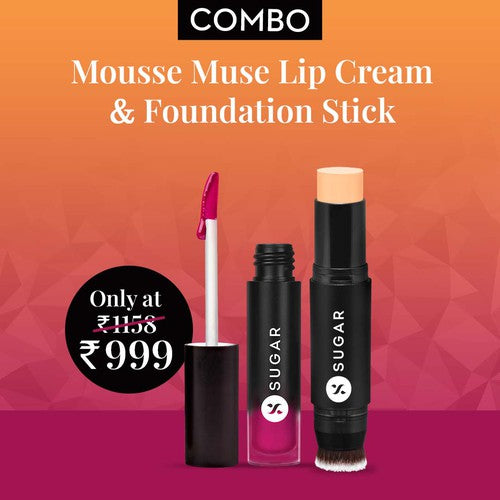 COMBO
Mousse Muse Lip Cream
& Foundation Stick
Only at
₹1158
₹999
SUGAR
SUGAR